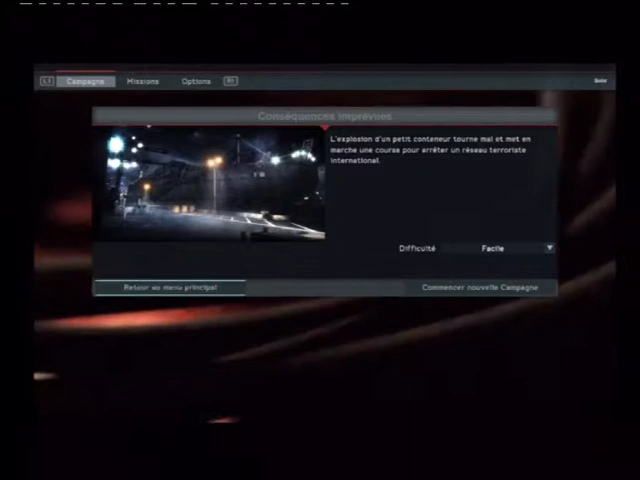 Campagne Missions Options
Conséquences imprévues
L'explosion d'un petit conteneur tourne mal et met en
marche une course pour arrêter un réseau terroriste
international.
Difficulté Facile
Retour au menu principal Commencer nouvelle Campagne